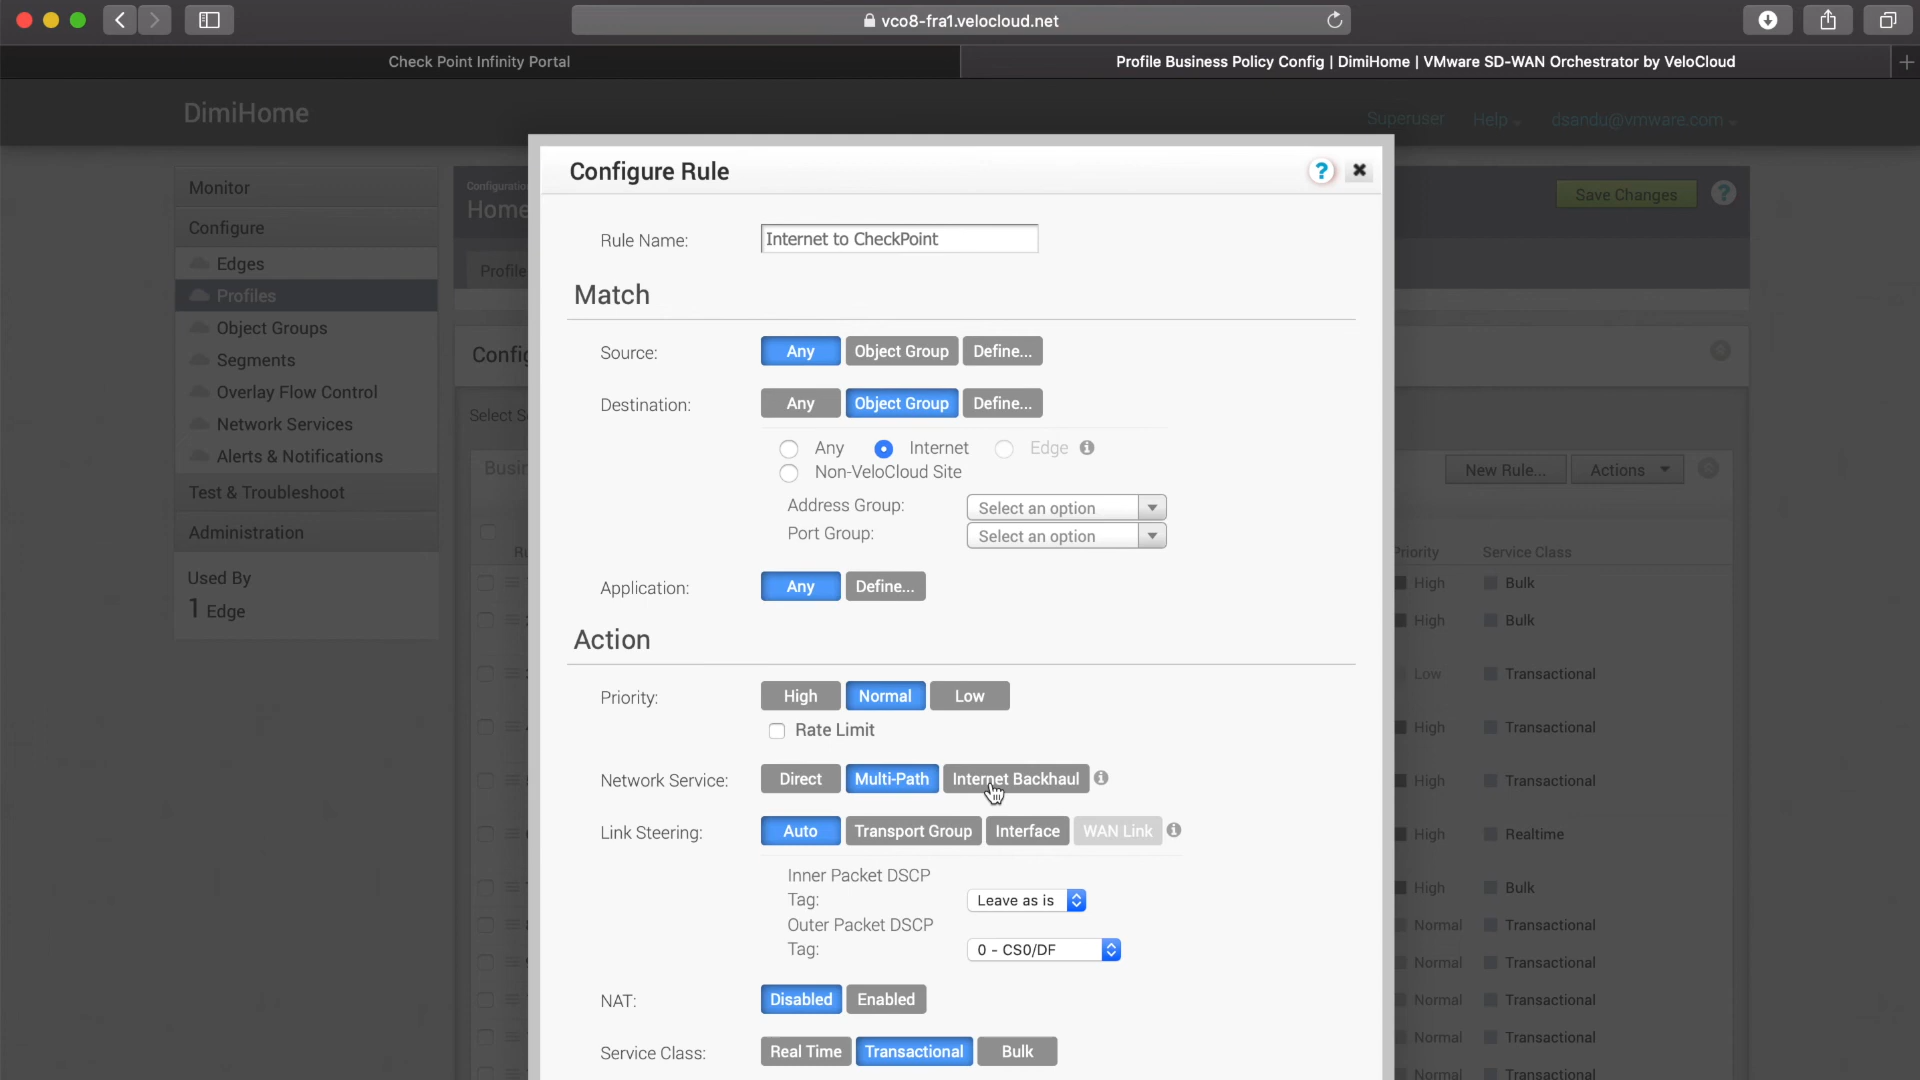 vco8-fra1.velocloud.net
Check Point Infinity Portal
Profile Business Policy Config | DimiHome | VMware SD-WAN Orchestrator by VeloCloud
DimiHome
Superuser
Help
dsandu@vmware.com
Monitor
Configure
Edges
Profiles
Object Groups
Segments
Overlay Flow Control
Network Services
Alerts & Notifications
Test & Troubleshoot
Administration
Used By
1 Edge
Save Changes
?
Home
Profile
New Rule...
Actions
Priority Service Class
High Bulk
High Bulk
Low Transactional
High Transactional
High Transactional
High Realtime
High Bulk
Normal Transactional
Normal Transactional
Normal Transactional
Normal Transactional
Normal Transactional
Configure Rule
?
Rule Name: Internet to CheckPoint
Match
Source: Any Object Group Define...
Destination: Any Object Group Define...
Any Internet Edge
Non-VeloCloud Site
Address Group: Select an option
Port Group: Select an option
Application: Any Define...
Action
Priority: High Normal Low
Rate Limit
Network Service: Direct Multi-Path Internet Backhaul
Link Steering: Auto Transport Group Interface WAN Link
Inner Packet DSCP
Tag: Leave as is
Outer Packet DSCP
Tag: 0 - CS0/DF
NAT: Disabled Enabled
Service Class: Real Time Transactional Bulk